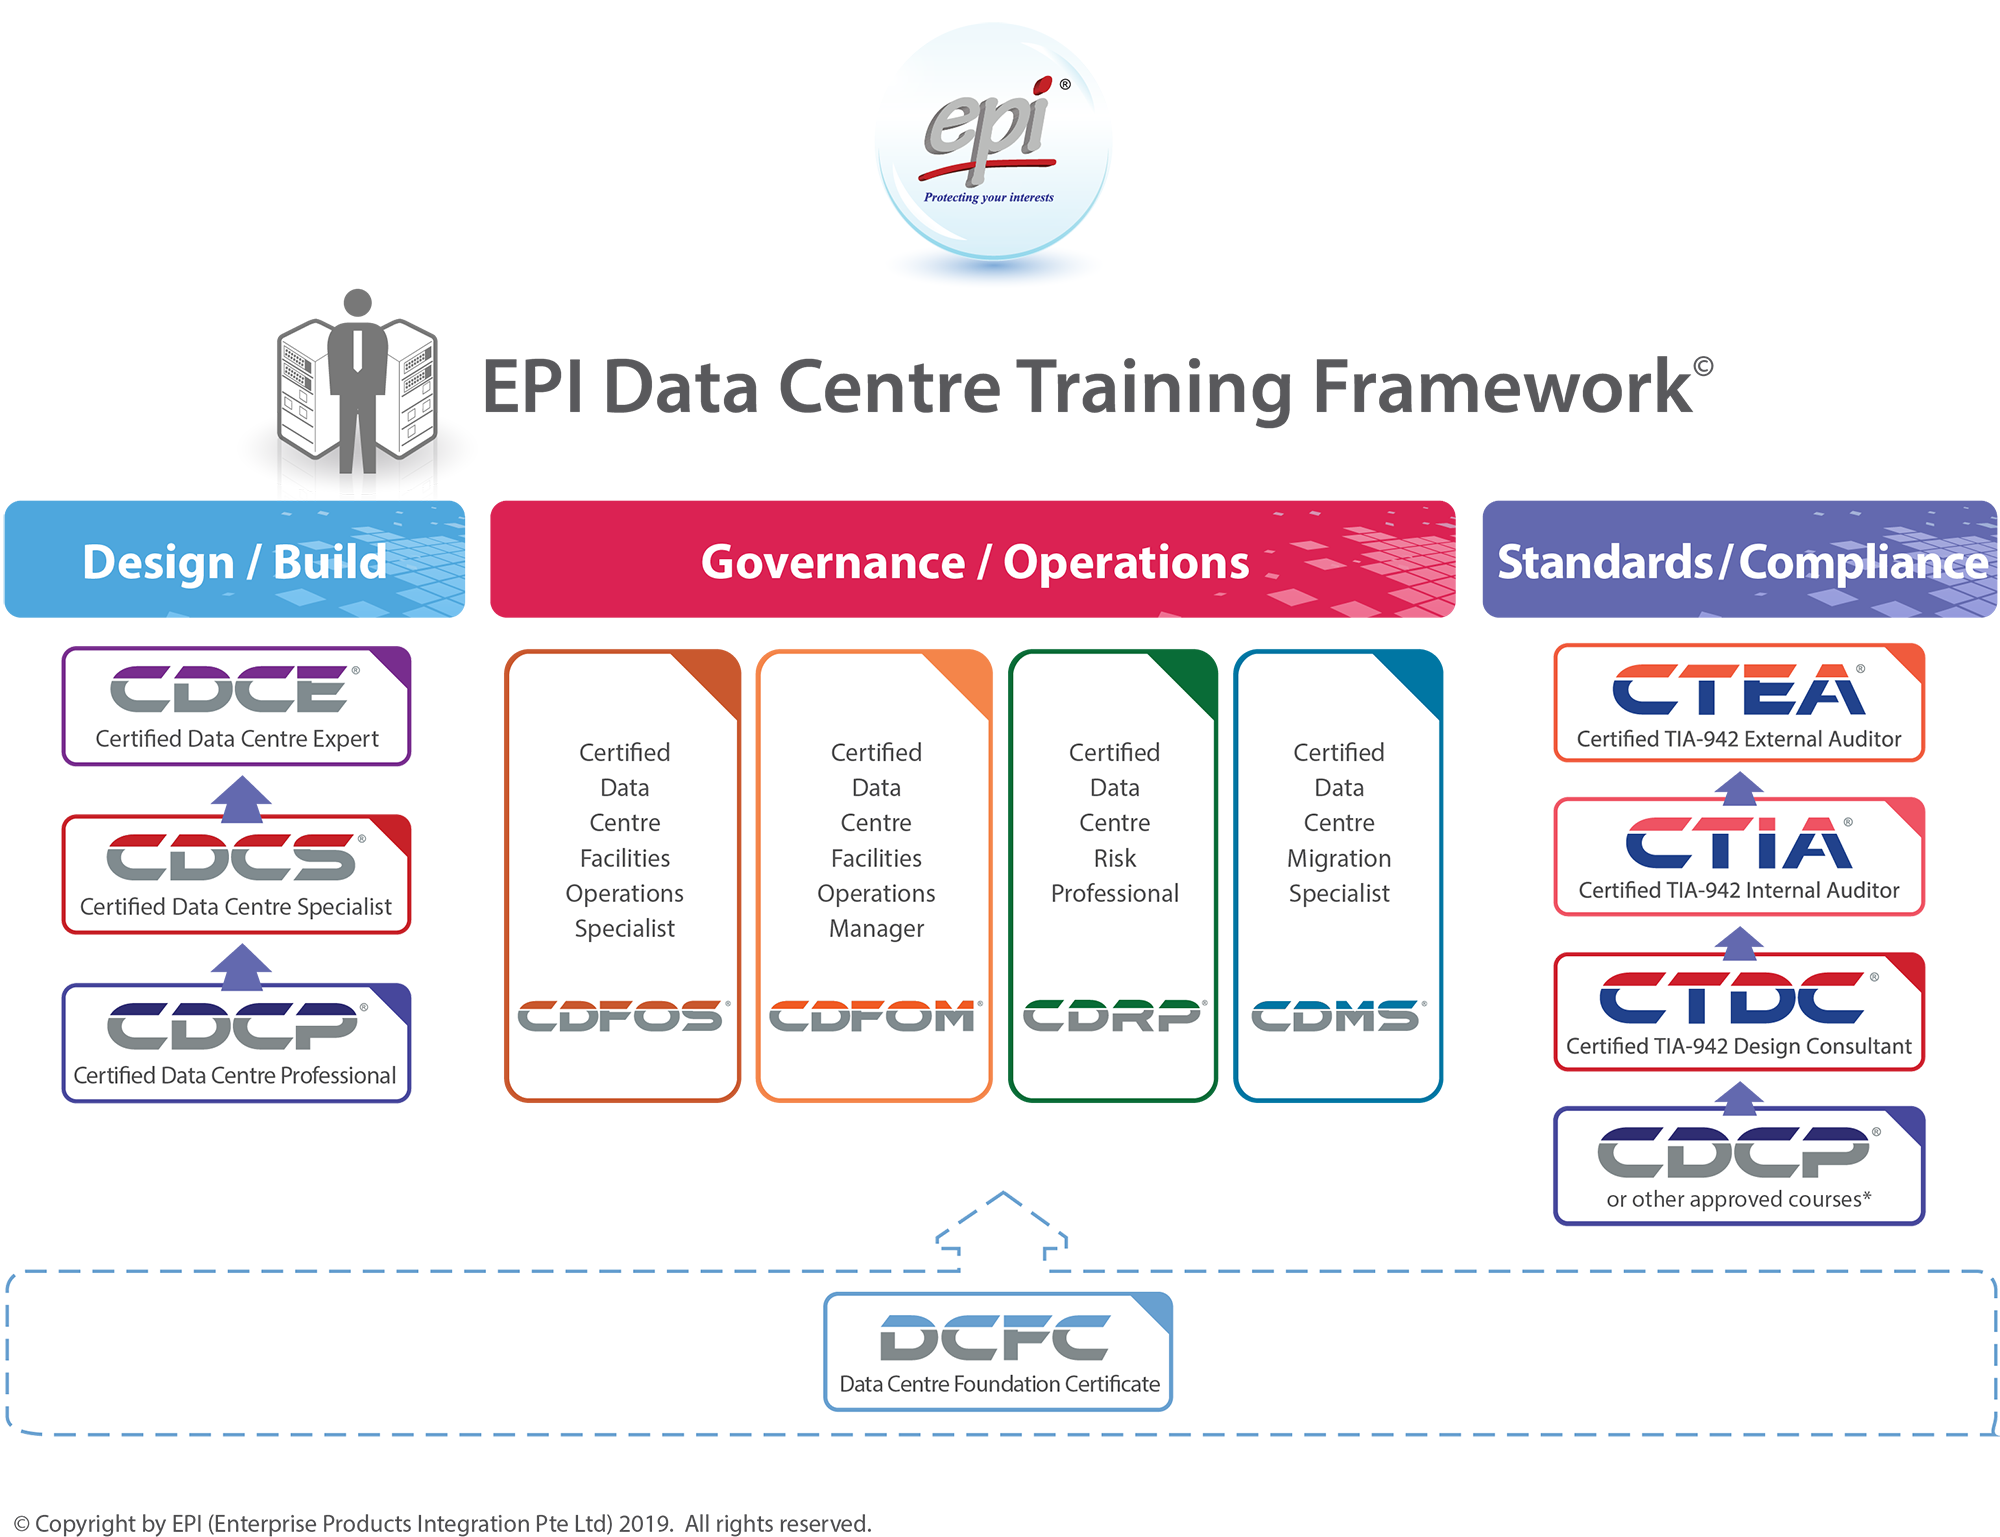 epi®
Protecting your interests
EPI Data Centre Training Framework©
Design / Build
CDCE®
Certified Data Centre Expert
CDCS®
Certified Data Centre Specialist
CDCP®
Certified Data Centre Professional
Governance / Operations
Certified
Data
Centre
Facilities
Operations
Specialist
CDFOS®
Certified
Data
Centre
Facilities
Operations
Manager
CDFOM®
Certified
Data
Centre
Risk
Professional
CDRP®
Certified
Data
Centre
Migration
Specialist
CDMS®
Standards / Compliance
CTEA®
Certified TIA-942 External Auditor
CTIA®
Certified TIA-942 Internal Auditor
CTDC®
Certified TIA-942 Design Consultant
CDCP®
or other approved courses*
DCFC
Data Centre Foundation Certificate
© Copyright by EPI (Enterprise Products Integration Pte Ltd) 2019.  All rights reserved.